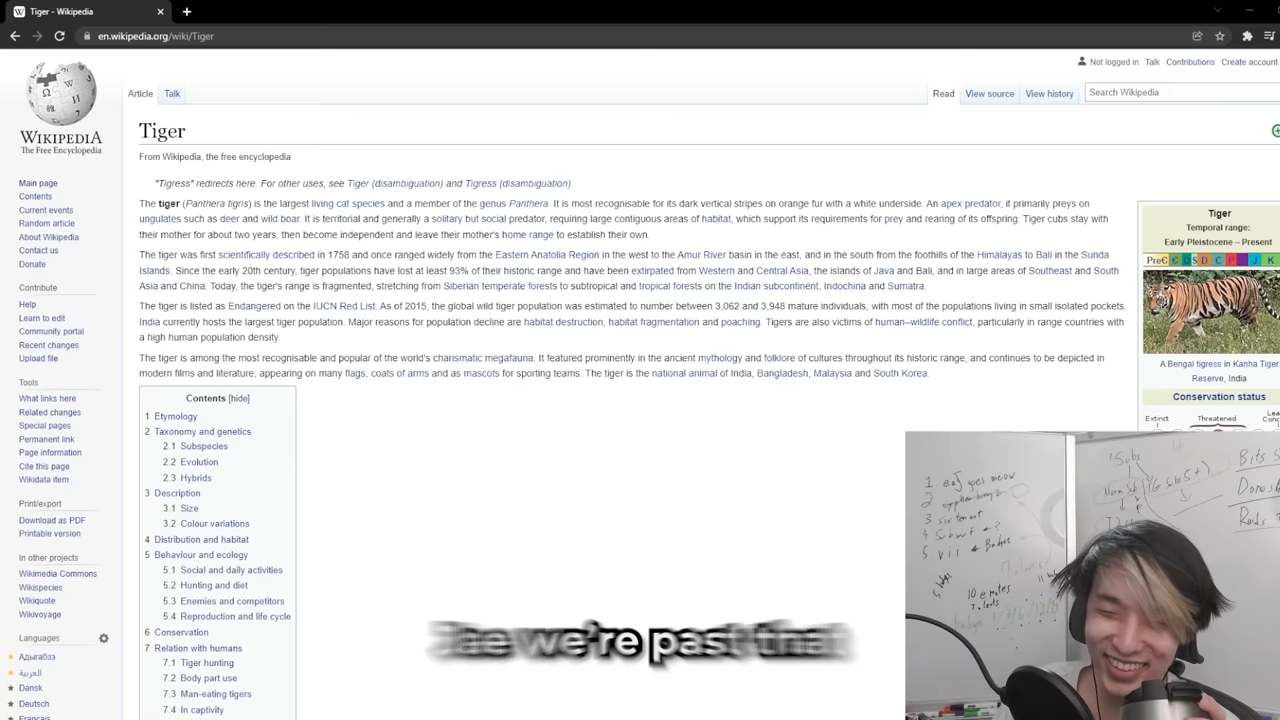 Tiger - Wikipedia
en.wikipedia.org/wiki/Tiger
Not logged in Talk Contributions Create account
Article Talk
Read View source View history Search Wikipedia
WIKIPEDIA
The Free Encyclopedia
Main page
Contents
Current events
Random article
About Wikipedia
Contact us
Donate
Contribute
Help
Learn to edit
Community portal
Recent changes
Upload file
Tools
What links here
Related changes
Special pages
Permanent link
Page information
Cite this page
Wikidata item
Print/export
Download as PDF
Printable version
In other projects
Wikimedia Commons
Wikispecies
Wikiquote
Wikivoyage
Languages
Адыгабзэ
العربية
Dansk
Deutsch
Français
Tiger
From Wikipedia, the free encyclopedia
"Tigress" redirects here. For other uses, see Tiger (disambiguation) and Tigress (disambiguation).
The tiger (Panthera tigris) is the largest living cat species and a member of the genus Panthera. It is most recognisable for its dark vertical stripes on orange fur with a white underside. An apex predator, it primarily preys on
ungulates such as deer and wild boar. It is territorial and generally a solitary but social predator, requiring large contiguous areas of habitat, which support its requirements for prey and rearing of its offspring. Tiger cubs stay with
their mother for about two years, then become independent and leave their mother's home range to establish their own.
The tiger was first scientifically described in 1758 and once ranged widely from the Eastern Anatolia Region in the west to the Amur River basin in the east, and in the south from the foothills of the Himalayas to Bali in the Sunda
Islands. Since the early 20th century, tiger populations have lost at least 93% of their historic range and have been extirpated from Western and Central Asia, the islands of Java and Bali, and in large areas of Southeast and South
Asia and China. Today, the tiger's range is fragmented, stretching from Siberian temperate forests to subtropical and tropical forests on the Indian subcontinent, Indochina and Sumatra.
The tiger is listed as Endangered on the IUCN Red List. As of 2015, the global wild tiger population was estimated to number between 3,062 and 3,948 mature individuals, with most of the populations living in small isolated pockets.
India currently hosts the largest tiger population. Major reasons for population decline are habitat destruction, habitat fragmentation and poaching. Tigers are also victims of human–wildlife conflict, particularly in range countries with
a high human population density.
The tiger is among the most recognisable and popular of the world's charismatic megafauna. It featured prominently in the ancient mythology and folklore of cultures throughout its historic range, and continues to be depicted in
modern films and literature, appearing on many flags, coats of arms and as mascots for sporting teams. The tiger is the national animal of India, Bangladesh, Malaysia and South Korea.
Contents [hide]
1 Etymology
2 Taxonomy and genetics
2.1 Subspecies
2.2 Evolution
2.3 Hybrids
3 Description
3.1 Size
3.2 Colour variations
4 Distribution and habitat
5 Behaviour and ecology
5.1 Social and daily activities
5.2 Hunting and diet
5.3 Enemies and competitors
5.4 Reproduction and life cycle
6 Conservation
7 Relation with humans
7.1 Tiger hunting
7.2 Body part use
7.3 Man-eating tigers
7.4 In captivity
Tiger
Temporal range:
Early Pleistocene – Present
PreЄ Є O S D C P T J K
A Bengal tigress in Kanha Tiger
Reserve, India
Conservation status
Extinct Threatened
we're past that
Subs
Bits
10 emotes